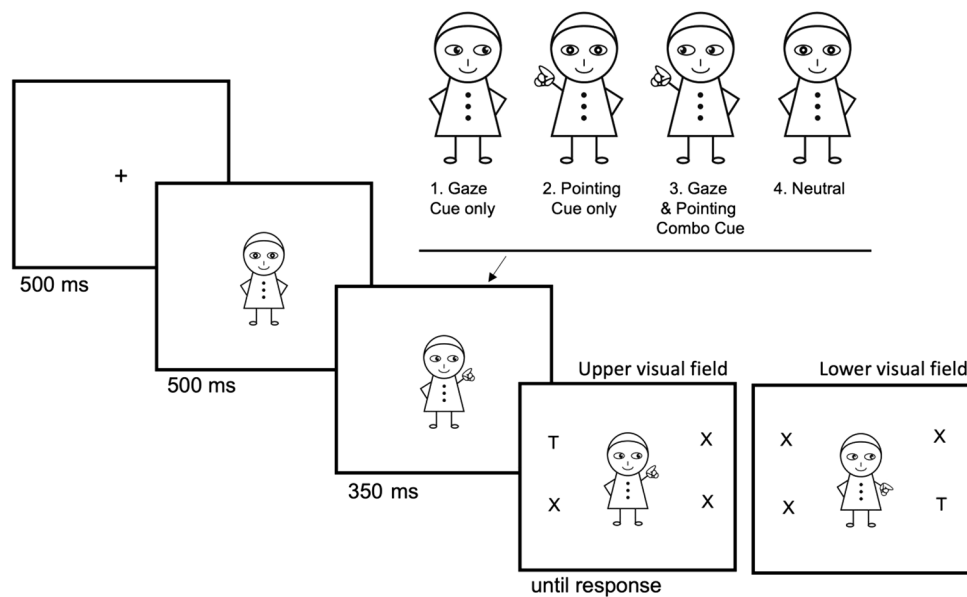 1. Gaze
Cue only
2. Pointing
Cue only
3. Gaze
& Pointing
Combo Cue
4. Neutral
+
500 ms
500 ms
350 ms
Upper visual field
T X
X X
until response
Lower visual field
X X
X T